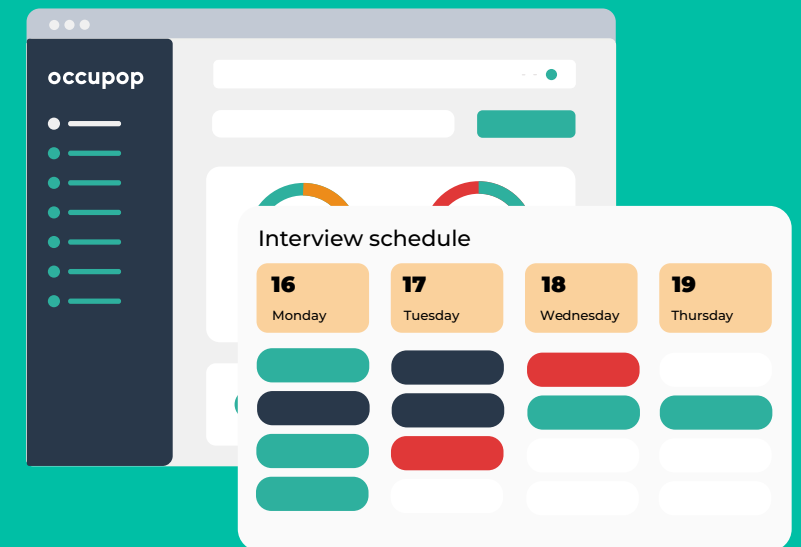 occupop
Interview schedule
16
Monday
17
Tuesday
18
Wednesday
19
Thursday